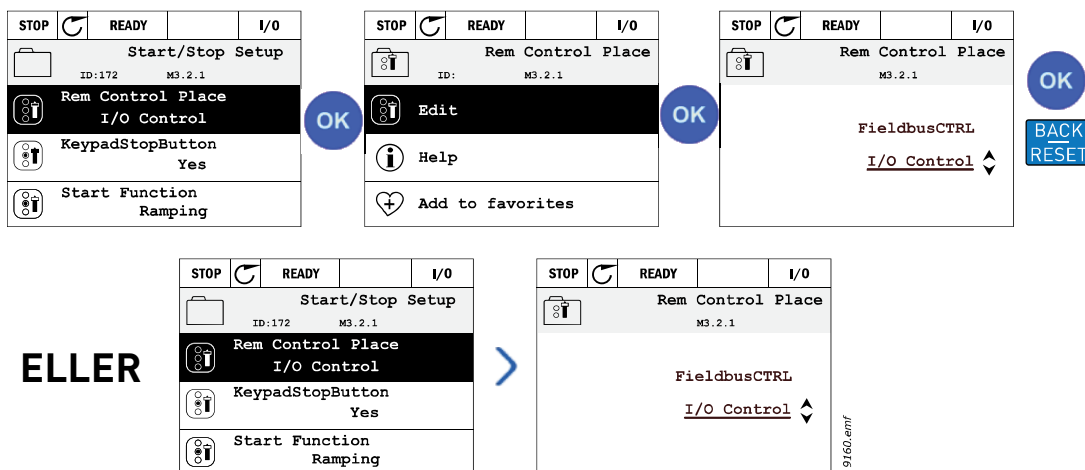 STOP READY I/O
Start/Stop Setup
ID:172 M3.2.1
Rem Control Place
I/O Control
KeypadStopButton
Yes
Start Function
Ramping
OK
STOP READY I/O
Rem Control Place
ID: M3.2.1
Edit
Help
Add to favorites
OK
STOP READY I/O
Rem Control Place
M3.2.1
FieldbusCTRL
I/O Control
OK
BACK
RESET
ELLER
STOP READY I/O
Start/Stop Setup
ID:172 M3.2.1
Rem Control Place
I/O Control
KeypadStopButton
Yes
Start Function
Ramping
STOP READY I/O
Rem Control Place
M3.2.1
FieldbusCTRL
I/O Control
9160.emf